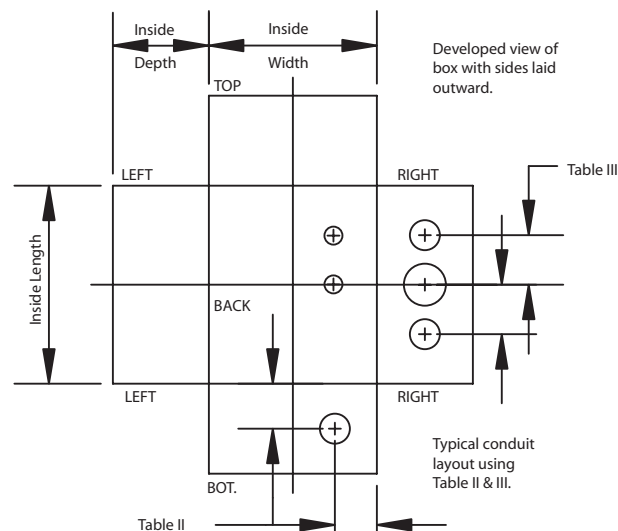 Inside
Depth
Inside
Width
Developed view of
box with sides laid
outward.
TOP
LEFT
RIGHT
Table III
Inside Length
BACK
LEFT
RIGHT
Typical conduit
layout using
Table II & III.
BOT.
Table II